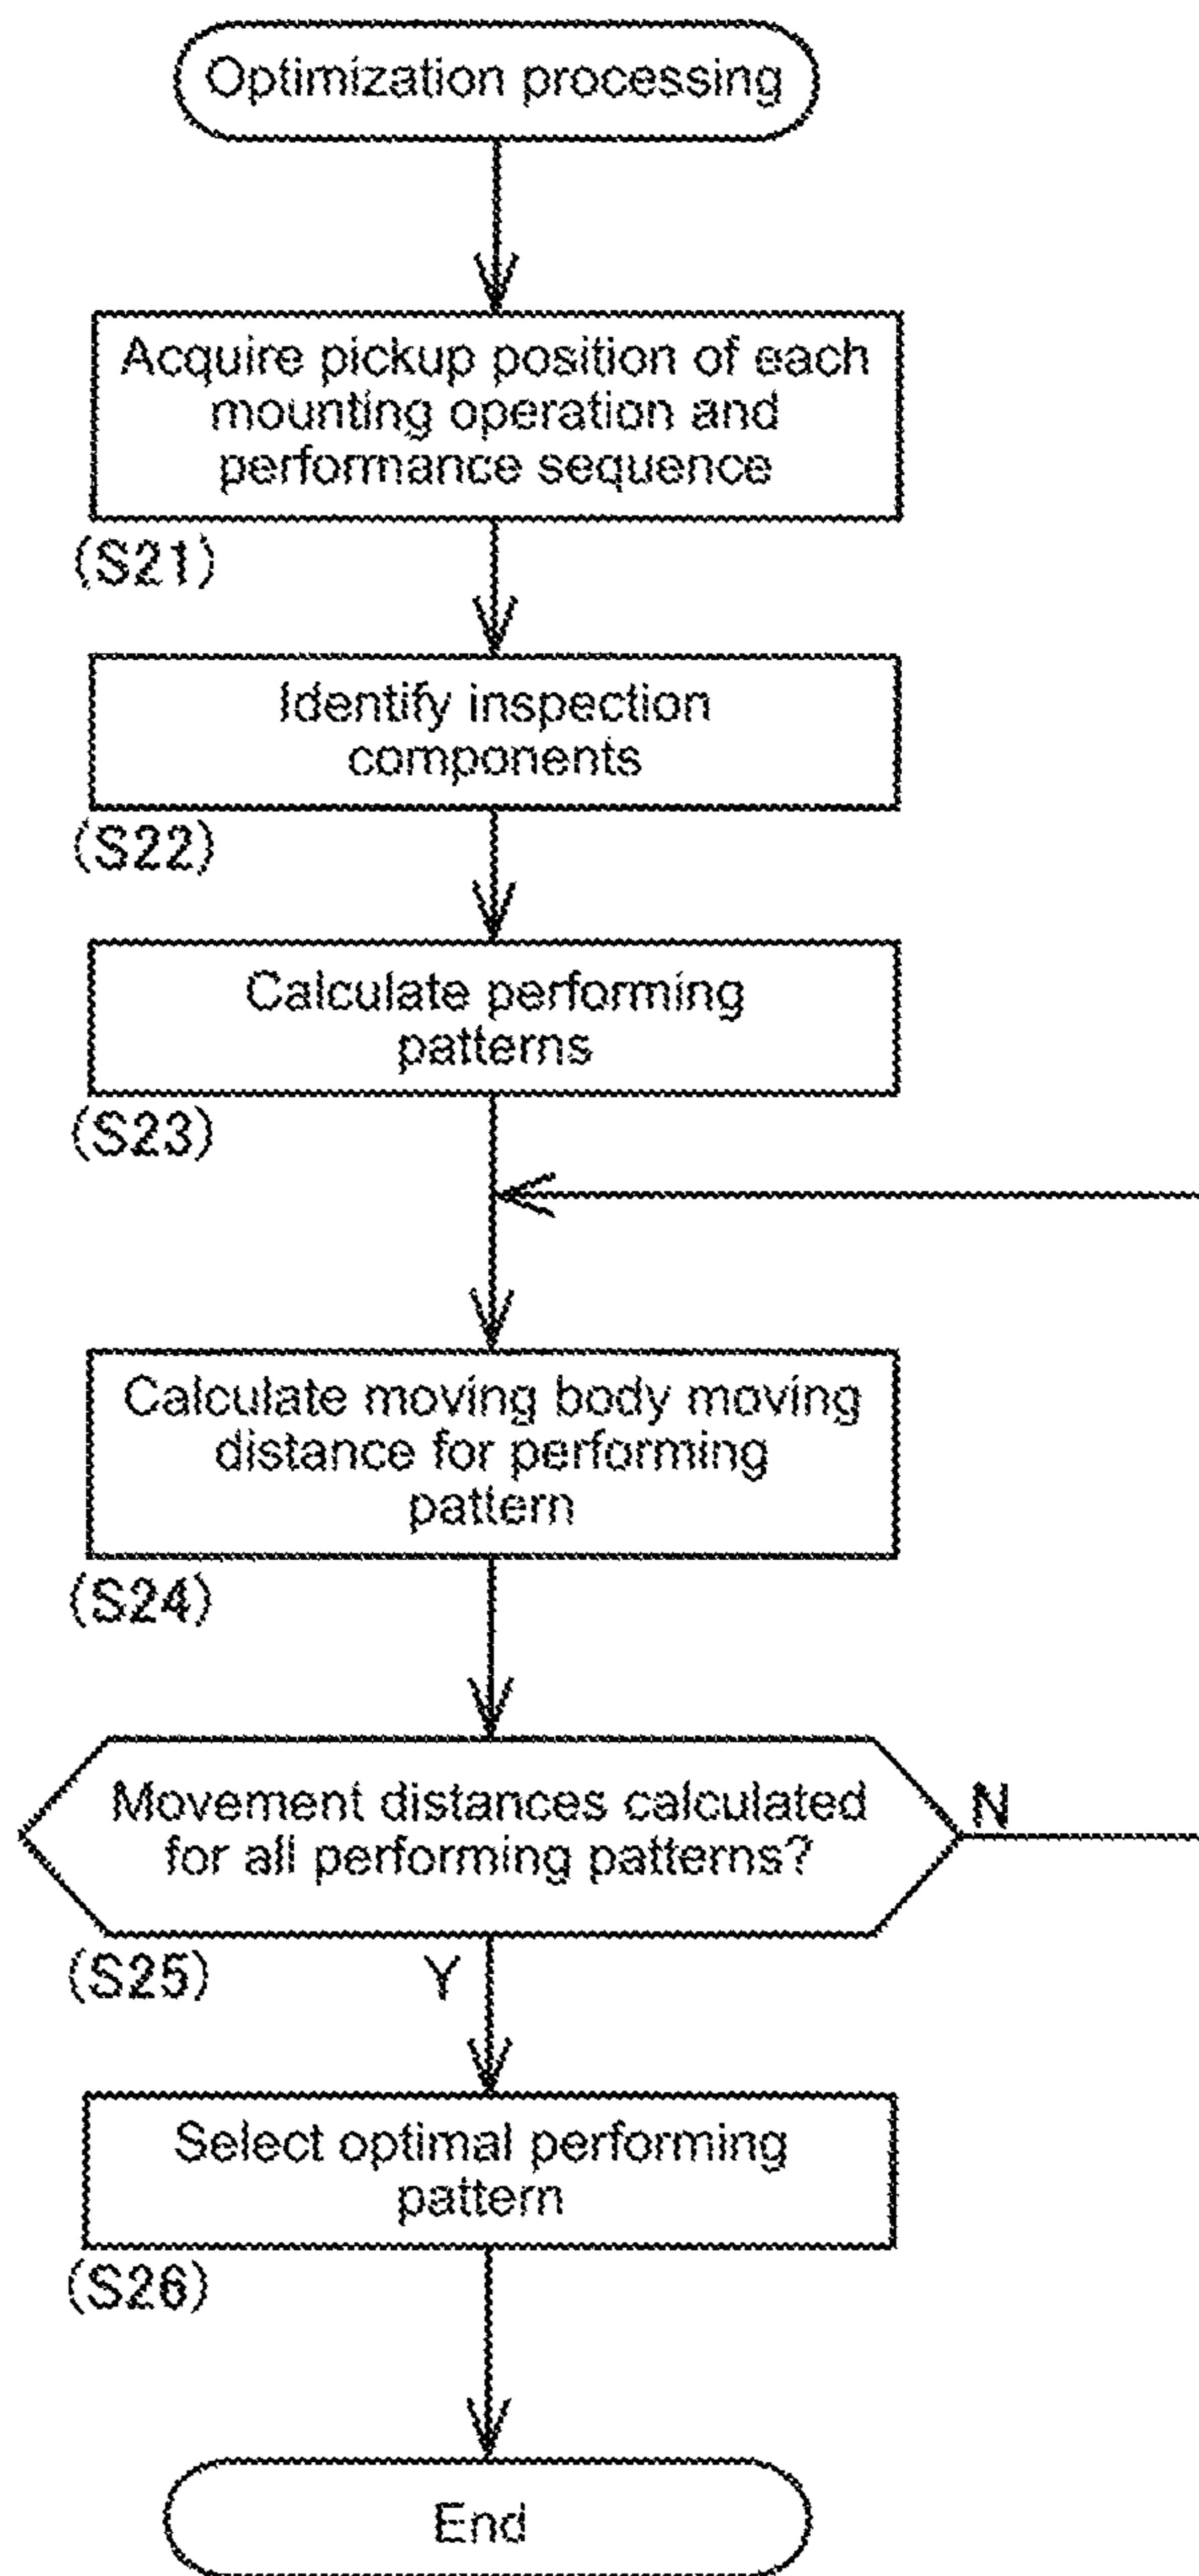 Optimization processing
Acquire pickup position of each
mounting operation and
performance sequence
(S21)
Identify inspection
components
(S22)
Calculate performing
patterns
(S23)
Calculate moving body moving
distance for performing
pattern
(S24)
Movement distances calculated
for all performing patterns?
N
(S25)
Y
Select optimal performing
pattern
(S26)
End